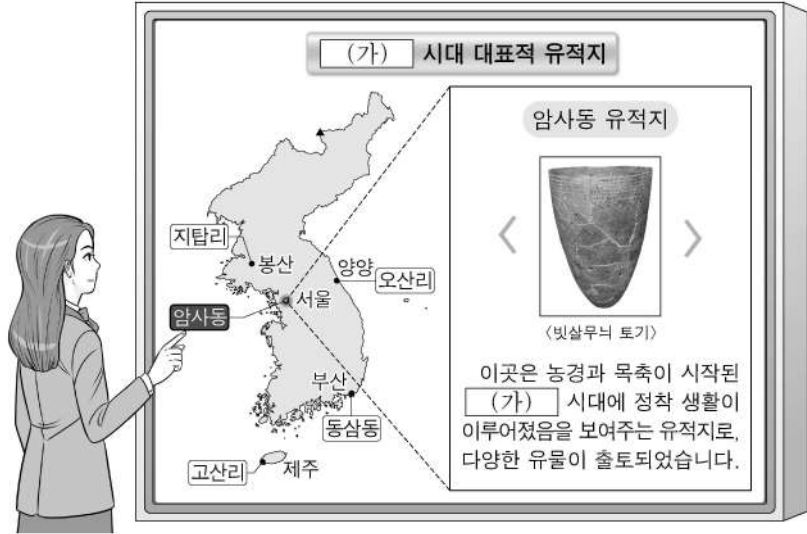 (가) 시대 대표적 유적지
지탑리
봉산
양양
오산리
암사동
서울
부산
동삼동
고산리
제주
암사동 유적지
〈빗살무늬 토기〉
이곳은 농경과 목축이 시작된
(가) 시대에 정착 생활이
이루어졌음을 보여주는 유적지로,
다양한 유물이 출토되었습니다.